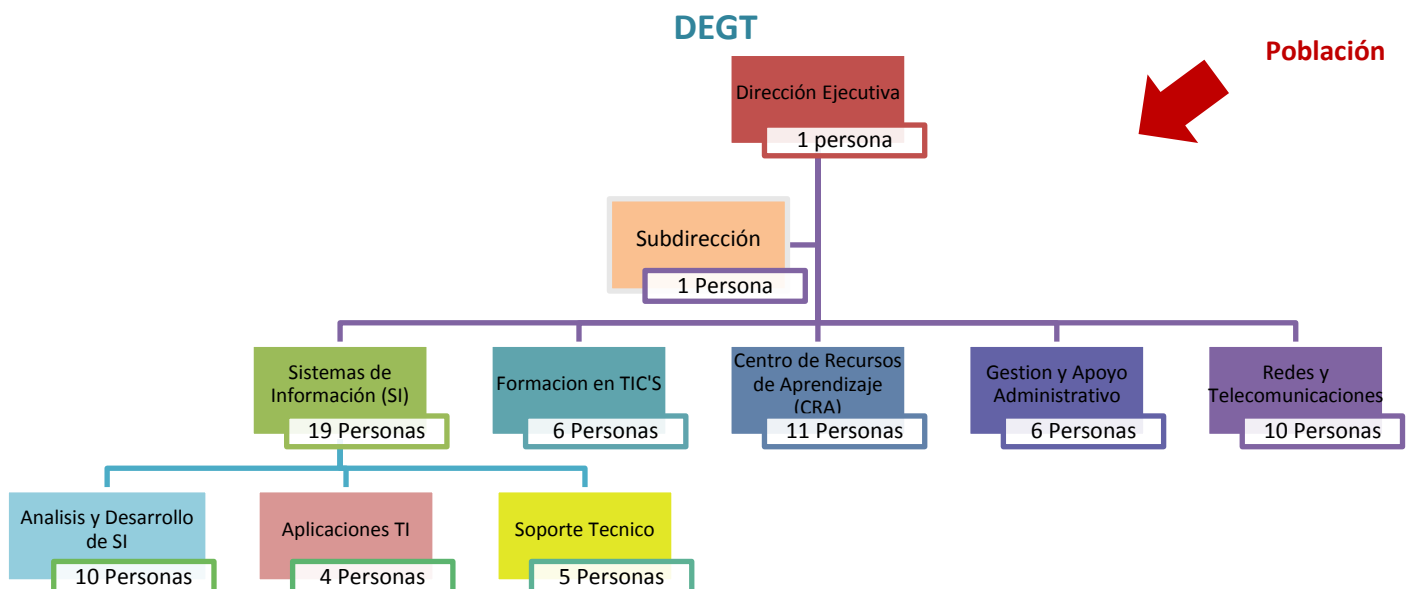 DEGT
Población
Dirección Ejecutiva
1 persona
Subdirección
1 Persona
Sistemas de
Información (SI)
19 Personas
Formacion en TIC'S
6 Personas
Centro de Recursos
de Aprendizaje
(CRA)
11 Personas
Gestion y Apoyo
Administrativo
6 Personas
Redes y
Telecomunicaciones
10 Personas
Analisis y Desarrollo
de SI
10 Personas
Aplicaciones TI
4 Personas
Soporte Tecnico
5 Personas